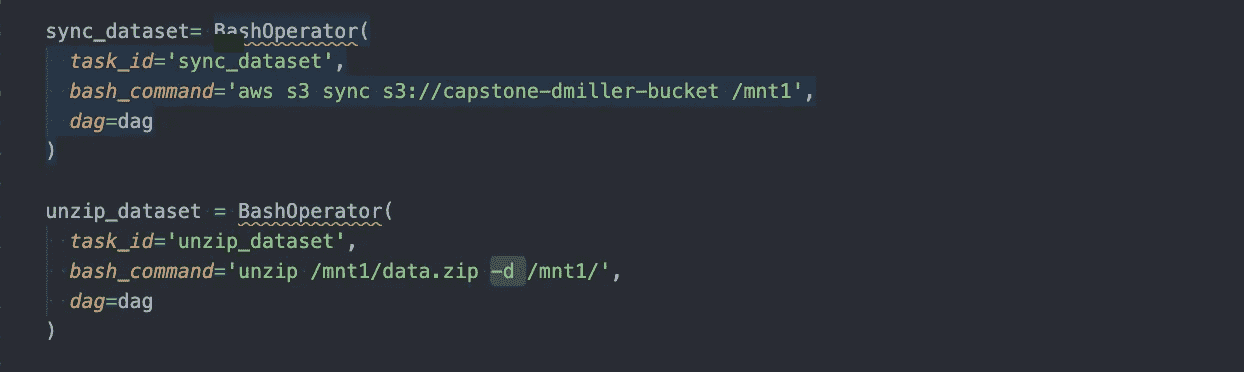 sync_dataset= BashOperator(
task_id='sync_dataset',
bash_command='aws s3 sync s3://capstone-dmiller-bucket /mnt1',
dag=dag
)
unzip_dataset = BashOperator(
task_id='unzip_dataset',
bash_command='unzip /mnt1/data.zip -d /mnt1/',
dag=dag
)